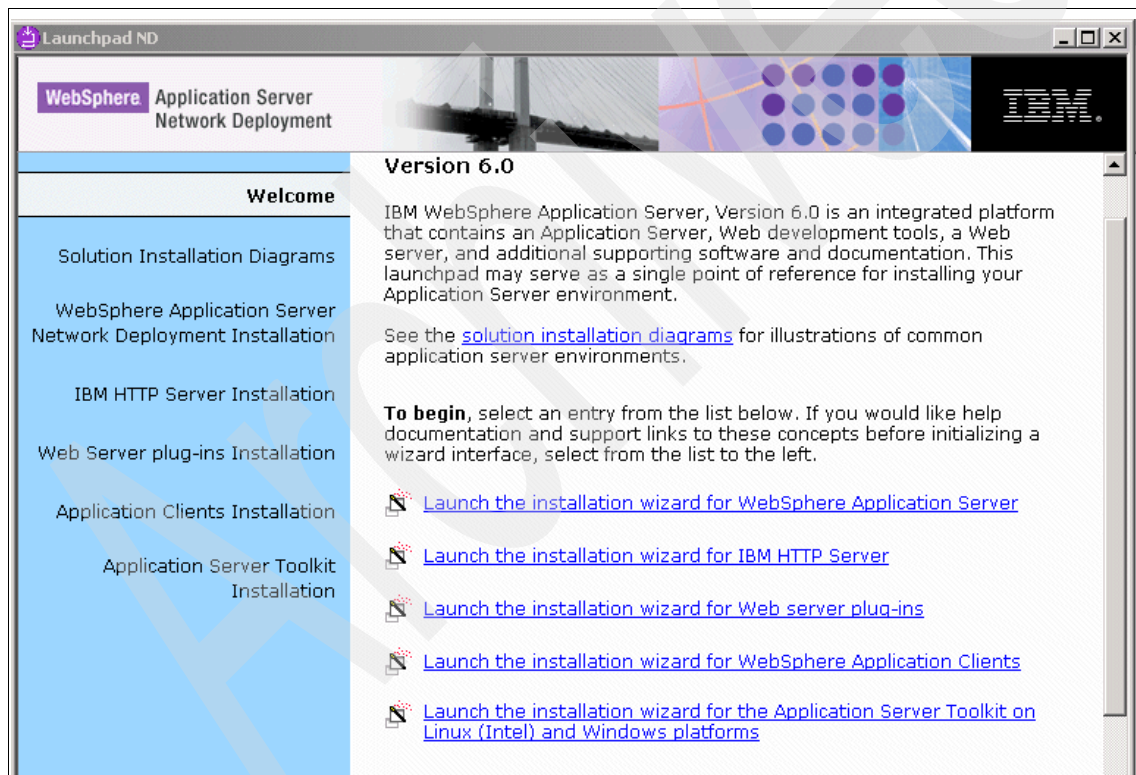 Launchpad ND
WebSphere Application Server
Network Deployment
IBM.
Welcome
Solution Installation Diagrams
WebSphere Application Server
Network Deployment Installation
IBM HTTP Server Installation
Web Server plug-ins Installation
Application Clients Installation
Application Server Toolkit
Installation
Version 6.0
IBM WebSphere Application Server, Version 6.0 is an integrated platform
that contains an Application Server, Web development tools, a Web
server, and additional supporting software and documentation. This
launchpad may serve as a single point of reference for installing your
Application Server environment.
See the solution installation diagrams for illustrations of common
application server environments.
To begin, select an entry from the list below. If you would like help
documentation and support links to these concepts before initializing a
wizard interface, select from the list to the left.
Launch the installation wizard for WebSphere Application Server
Launch the installation wizard for IBM HTTP Server
Launch the installation wizard for Web server plug-ins
Launch the installation wizard for WebSphere Application Clients
Launch the installation wizard for the Application Server Toolkit on
Linux (Intel) and Windows platforms